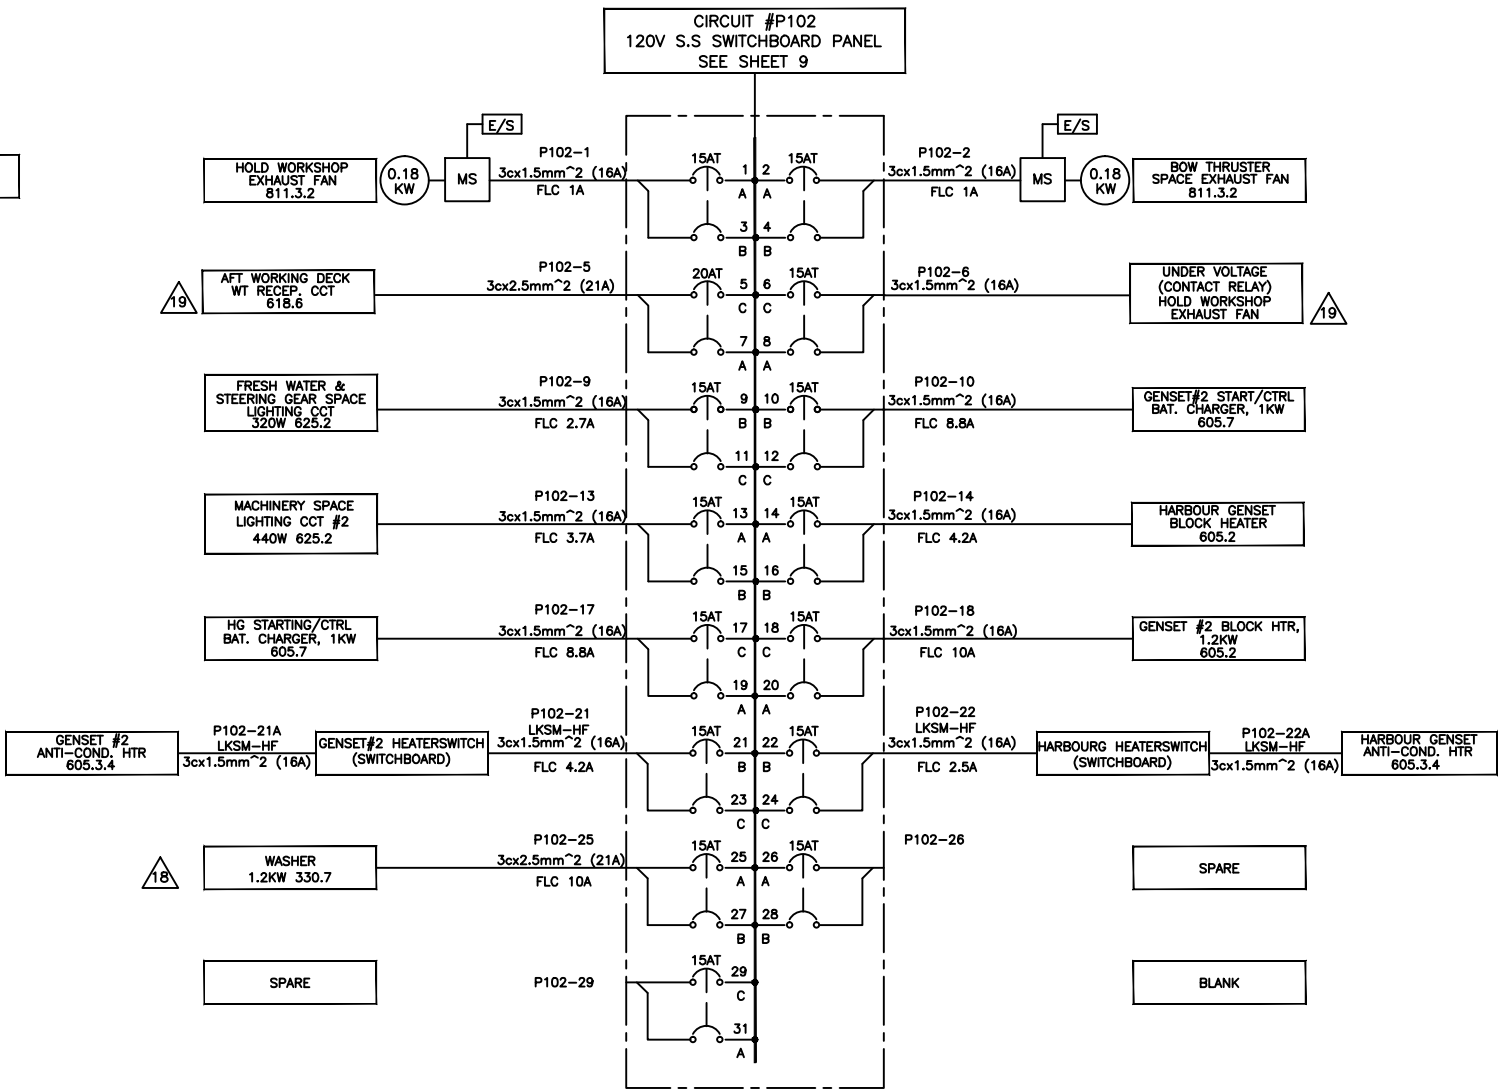 CIRCUIT #P102
120V S.S SWITCHBOARD PANEL
SEE SHEET 9
E/S
E/S
HOLD WORKSHOP
EXHAUST FAN
811.3.2
0.18
KW
MS
P102-1
3cx1.5mm^2 (16A)
FLC 1A
15AT
1
2
15AT
A
A
3
4
B
B
P102-2
3cx1.5mm^2 (16A)
FLC 1A
MS
0.18
KW
BOW THRUSTER
SPACE EXHAUST FAN
811.3.2
19
AFT WORKING DECK
WT RECEP. CCT
618.6
P102-5
3cx2.5mm^2 (21A)
20AT
5
6
15AT
C
C
7
8
A
A
P102-6
3cx1.5mm^2 (16A)
UNDER VOLTAGE
(CONTACT RELAY)
HOLD WORKSHOP
EXHAUST FAN
19
FRESH WATER &
STEERING GEAR SPACE
LIGHTING CCT
320W 625.2
P102-9
3cx1.5mm^2 (16A)
FLC 2.7A
15AT
9
10
15AT
B
B
11
12
C
C
P102-10
3cx1.5mm^2 (16A)
FLC 8.8A
GENSET#2 START/CTRL
BAT. CHARGER, 1KW
605.7
MACHINERY SPACE
LIGHTING CCT #2
440W 625.2
P102-13
3cx1.5mm^2 (16A)
FLC 3.7A
15AT
13
14
15AT
A
A
15
16
B
B
P102-14
3cx1.5mm^2 (16A)
FLC 4.2A
HARBOUR GENSET
BLOCK HEATER
605.2
HG STARTING/CTRL
BAT. CHARGER, 1KW
605.7
P102-17
3cx1.5mm^2 (16A)
FLC 8.8A
15AT
17
18
15AT
C
C
19
20
A
A
P102-18
3cx1.5mm^2 (16A)
FLC 10A
GENSET #2 BLOCK HTR,
1.2KW
605.2
GENSET #2
ANTI-COND. HTR
605.3.4
P102-21A
LKSM-HF
3cx1.5mm^2 (16A)
GENSET#2 HEATERSWITCH
(SWITCHBOARD)
P102-21
LKSM-HF
3cx1.5mm^2 (16A)
FLC 4.2A
15AT
21
22
15AT
B
B
23
24
C
C
P102-22
LKSM-HF
3cx1.5mm^2 (16A)
FLC 2.5A
HARBOURG HEATERSWITCH
(SWITCHBOARD)
P102-22A
LKSM-HF
3cx1.5mm^2 (16A)
HARBOUR GENSET
ANTI-COND. HTR
605.3.4
18
WASHER
1.2KW 330.7
P102-25
3cx2.5mm^2 (21A)
FLC 10A
15AT
25
26
15AT
A
A
27
28
B
B
P102-26
SPARE
SPARE
P102-29
15AT
29
C
31
A
BLANK